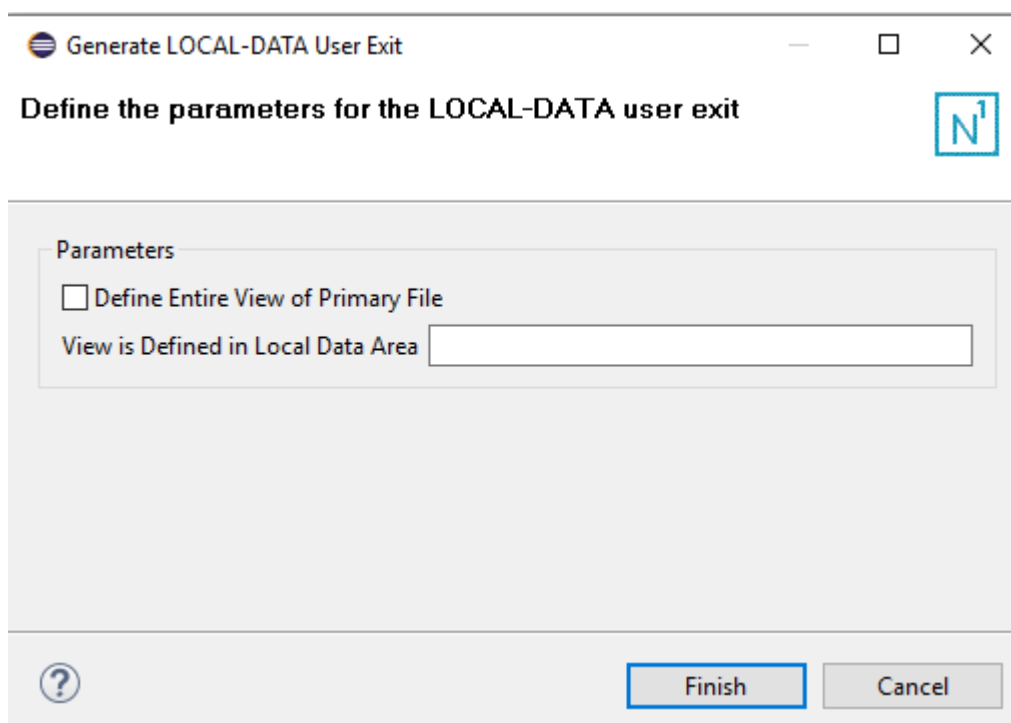 Generate LOCAL-DATA User Exit
Define the parameters for the LOCAL-DATA user exit
N1
Parameters
Define Entire View of Primary File
View is Defined in Local Data Area
?
Finish
Cancel